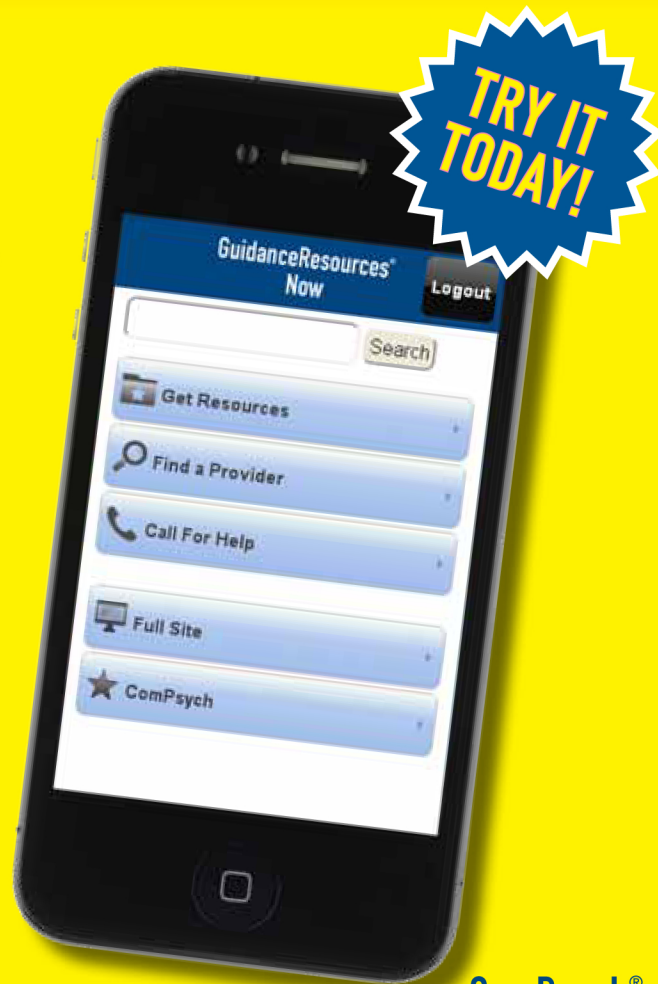 TRY IT
TODAY!
GuidanceResources®
Now
Logout
Search
Get Resources
Find a Provider
Call For Help
Full Site
ComPsych